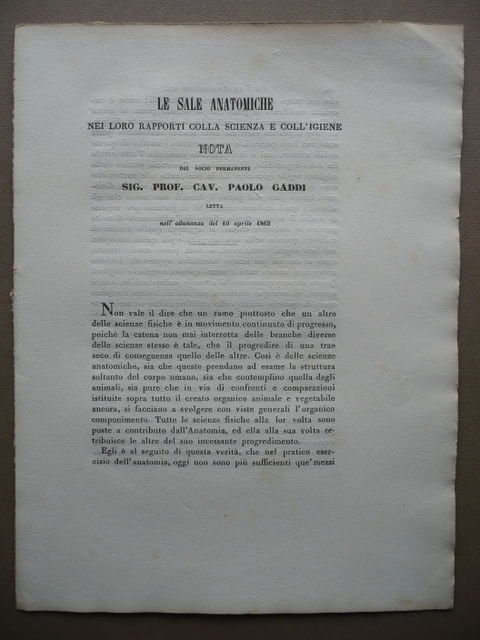 LE SALE ANATOMICHE
NEI LORO RAPPORTI COLLA SCIENZA E COLL'IGIENE
NOTA
DEL SOCIO PERMANENTE
SIG. PROF. CAV. PAOLO GADDI
LETTA
nell'adunanza del 10 aprile 1863
Non vale il dire che un ramo piuttosto che un altro
delle scienze fisiche è in movimento continuato di progresso,
poichè la catena non mai interrotta delle branche diverse
delle scienze stesse è tale, che il progredire di una trae
seco di conseguenza quello delle altre. Così è delle scienze
anatomiche, sia che queste prendano ad esame la struttura
soltanto del corpo umano, sia che contemplino quella degli
animali, sia pure che in via di confronti e comparazioni
istituite sopra tutto il creato organico animale e vegetabile
ancora, si facciano a svolgere con viste generali l'organico
componimento. Tutte le scienze fisiche alla lor volta sono
poste a contributo dall'Anatomia, ed ella alla sua volta re-
tribuisce le altre del suo incessante progredimento.
Egli è al seguito di questa verità, che nel pratico eser-
cizio dell'anatomia, oggi non sono più sufficienti que' mezzi